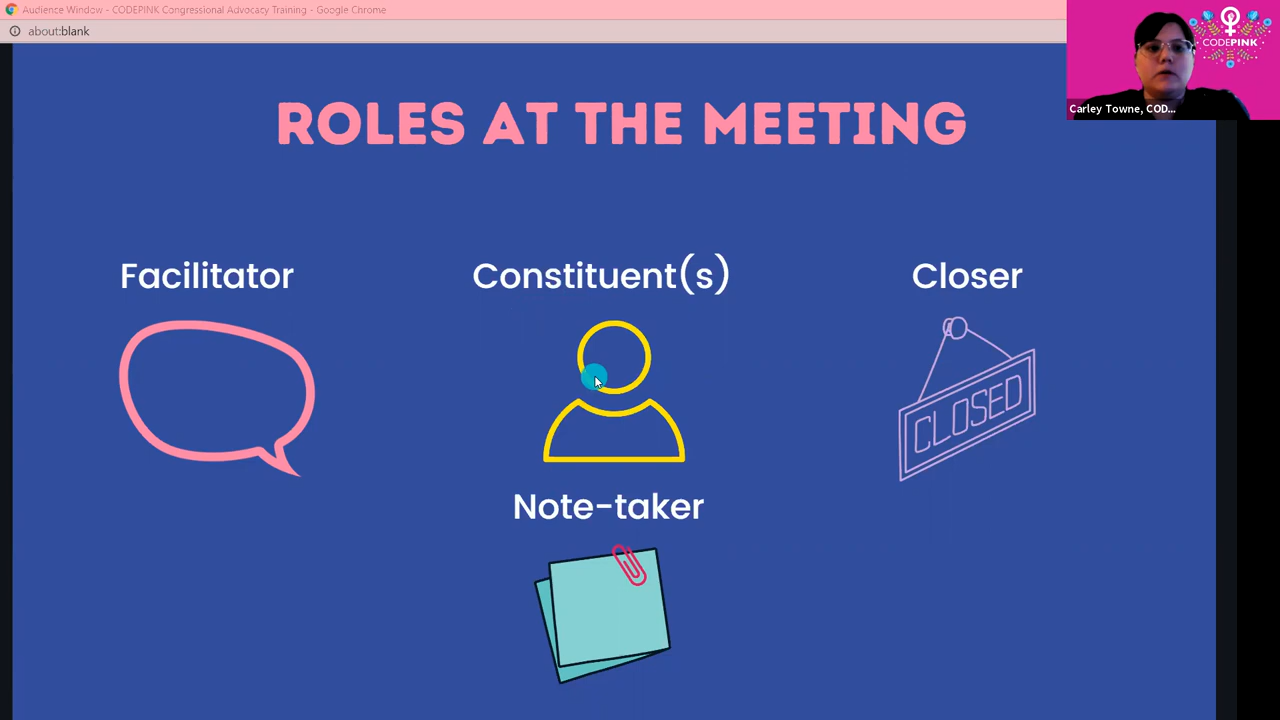 Audience Window - CODEPINK Congressional Advocacy Training - Google Chrome
about:blank
CODEPINK
Carley Towne, COD...
ROLES AT THE MEETING
Facilitator
Constituent(s)
Closer
CLOSED
Note-taker